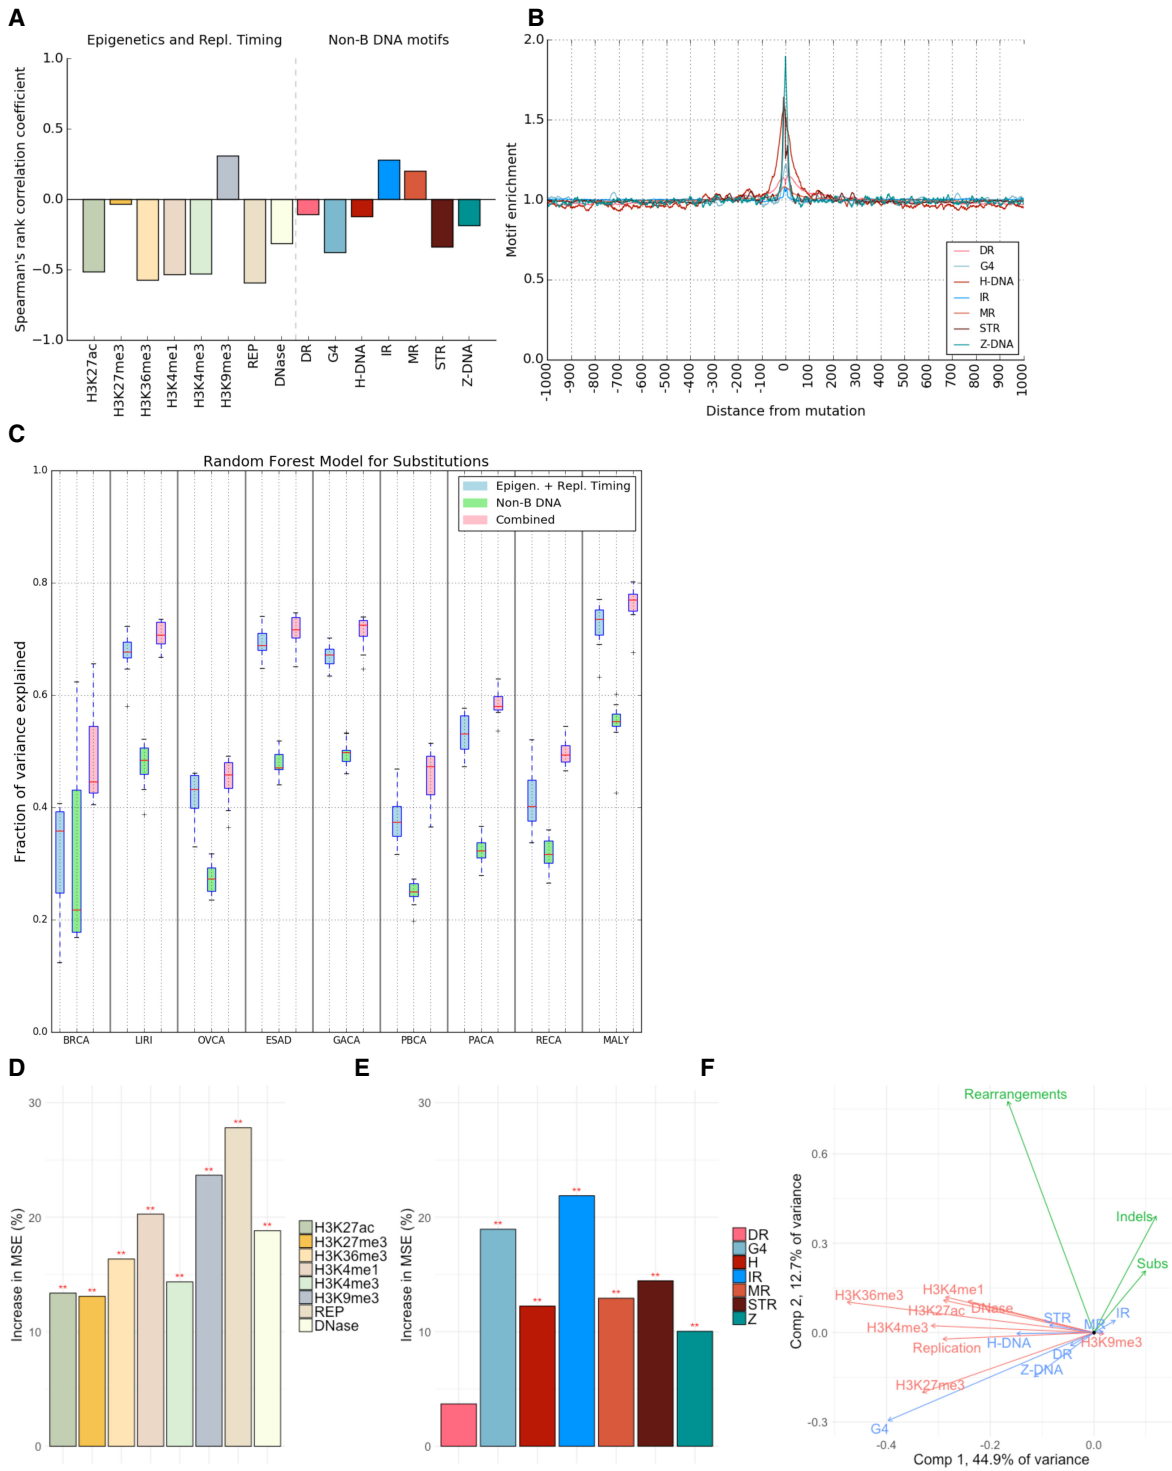 A
Epigenetics and Repl. Timing
Non-B DNA motifs
Spearman's rank correlation coefficient
1.0
0.5
0.0
−0.5
−1.0
H3K27ac
H3K27me3
H3K36me3
H3K4me1
H3K4me3
H3K9me3
REP
DNase
DR
G4
H-DNA
IR
MR
STR
Z-DNA
B
Motif enrichment
2.0
1.5
1.0
0.5
0.0
-1000
-900
-800
-700
-600
-500
-400
-300
-200
-100
0
100
200
300
400
500
600
700
800
900
1000
Distance from mutation
DR
G4
H-DNA
IR
MR
STR
Z-DNA
C
Random Forest Model for Substitutions
Fraction of variance explained
1.0
0.8
0.6
0.4
0.2
0.0
Epigen. + Repl. Timing
Non-B DNA
Combined
BRCA
LIRI
OVCA
ESAD
GACA
PBCA
PACA
RECA
MALY
D
Increase in MSE (%)
30
20
10
0
**
**
**
**
**
**
**
**
H3K27ac
H3K27me3
H3K36me3
H3K4me1
H3K4me3
H3K9me3
REP
DNase
E
Increase in MSE (%)
30
20
10
0
**
**
**
**
**
**
DR
G4
H
IR
MR
STR
Z
F
Comp 2, 12.7% of variance
0.6
0.3
0.0
-0.3
Rearrangements
Indels
Subs
H3K4me1
H3K36me3
DNase
H3K27ac
IR
STR
MR
H3K4me3
H-DNA
H3K9me3
Replication
DR
Z-DNA
H3K27me3
G4
-0.4
-0.2
0.0
Comp 1, 44.9% of variance